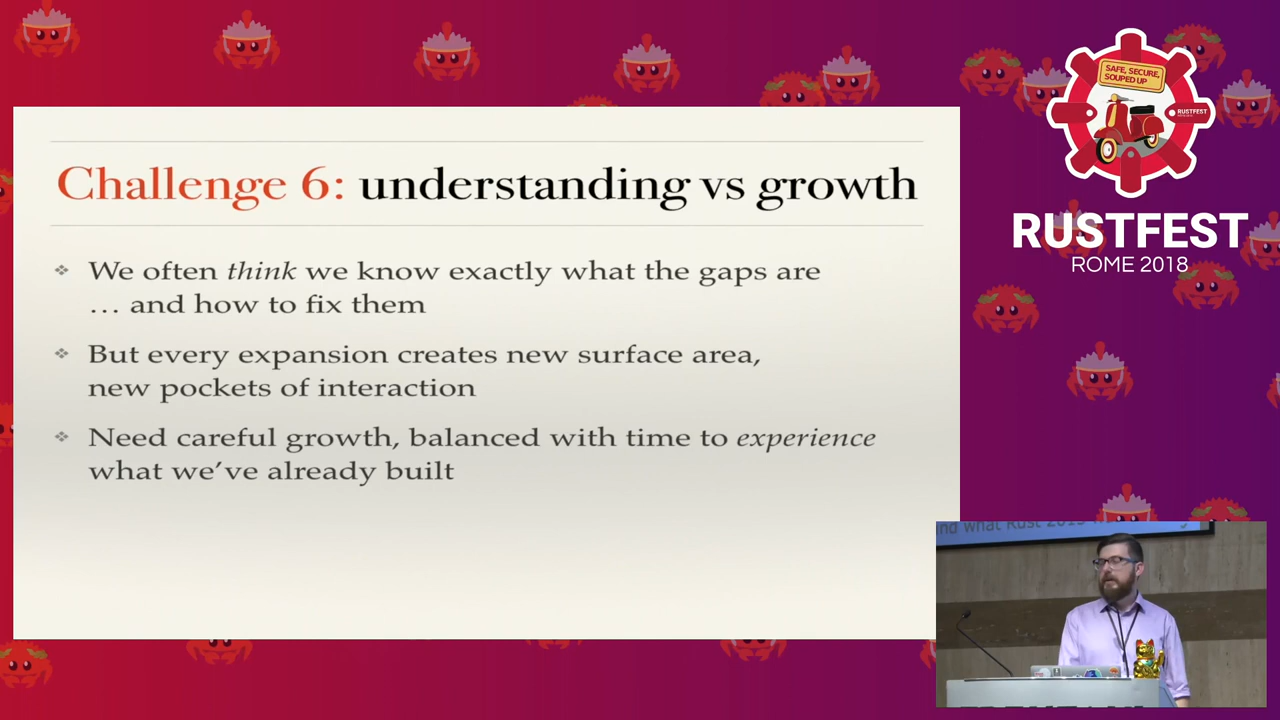 Challenge 6: understanding vs growth
We often think we know exactly what the gaps are
… and how to fix them
But every expansion creates new surface area,
new pockets of interaction
Need careful growth, balanced with time to experience
what we’ve already built
SAFE, SECURE,
SOUPED UP
RUSTFEST
RUSTFEST
ROME 2018
what Rust